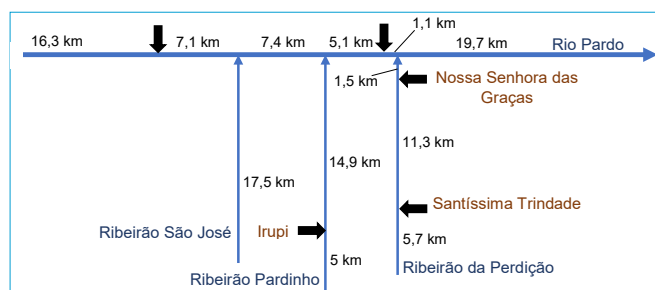 1,1 km
16,3 km
7,1 km
7,4 km
5,1 km
19,7 km
Rio Pardo
1,5 km
Nossa Senhora das
Graças
11,3 km
14,9 km
17,5 km
Santíssima Trindade
Ribeirão São José
Irupi
5,7 km
5 km
Ribeirão da Perdição
Ribeirão Pardinho